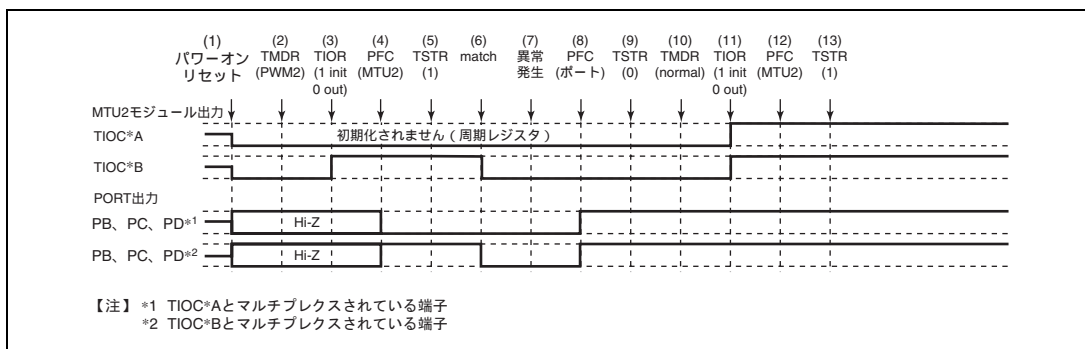 (1) (2) (3) (4) (5) (6) (7) (8) (9) (10) (11) (12) (13)
パワーオン TMDR TIOR PFC TSTR match 異常 PFC TSTR TMDR TIOR PFC TSTR
リセット (PWM2) (1 init (MTU2) (1) 発生 (ポート) (0) (normal) (1 init (MTU2) (1)
0 out) 0 out)
MTU2モジュール出力
TIOC*A 初期化されません(周期レジスタ)
TIOC*B
PORT出力
PB、PC、PD*1 Hi-Z
PB、PC、PD*2 Hi-Z
【注】 *1 TIOC*Aとマルチプレクスされている端子
*2 TIOC*Bとマルチプレクスされている端子